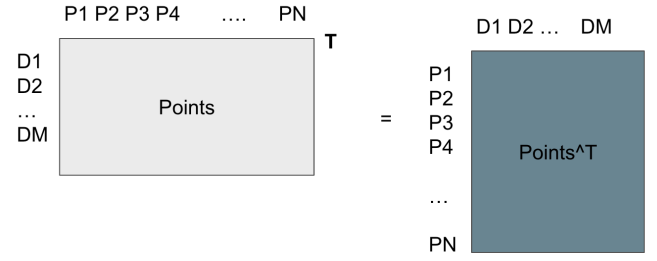 P1 P2 P3 P4 …. PN
T
D1
D2
…
DM
Points
=
D1 D2 … DM
P1
P2
P3
P4
…
PN
Points^T